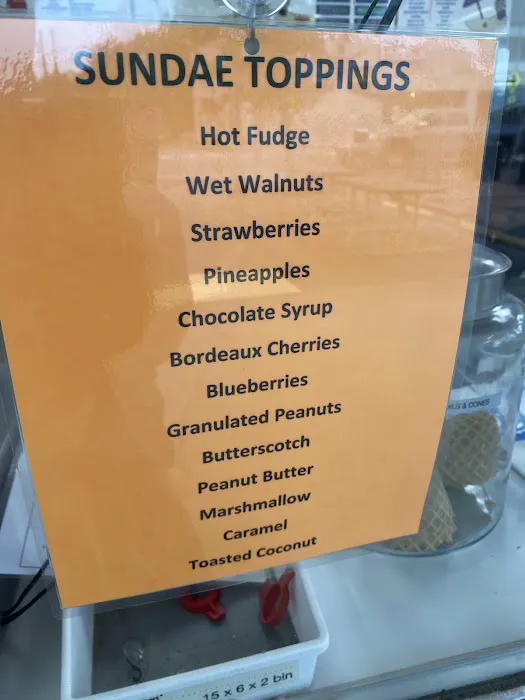 SUNDAE TOPPINGS
Hot Fudge
Wet Walnuts
Strawberries
Pineapples
Chocolate Syrup
Bordeaux Cherries
Blueberries
Granulated Peanuts
Butterscotch
Peanut Butter
Marshmallow
Caramel
Toasted Coconut
& CONES
15 x 6 x 2 bin